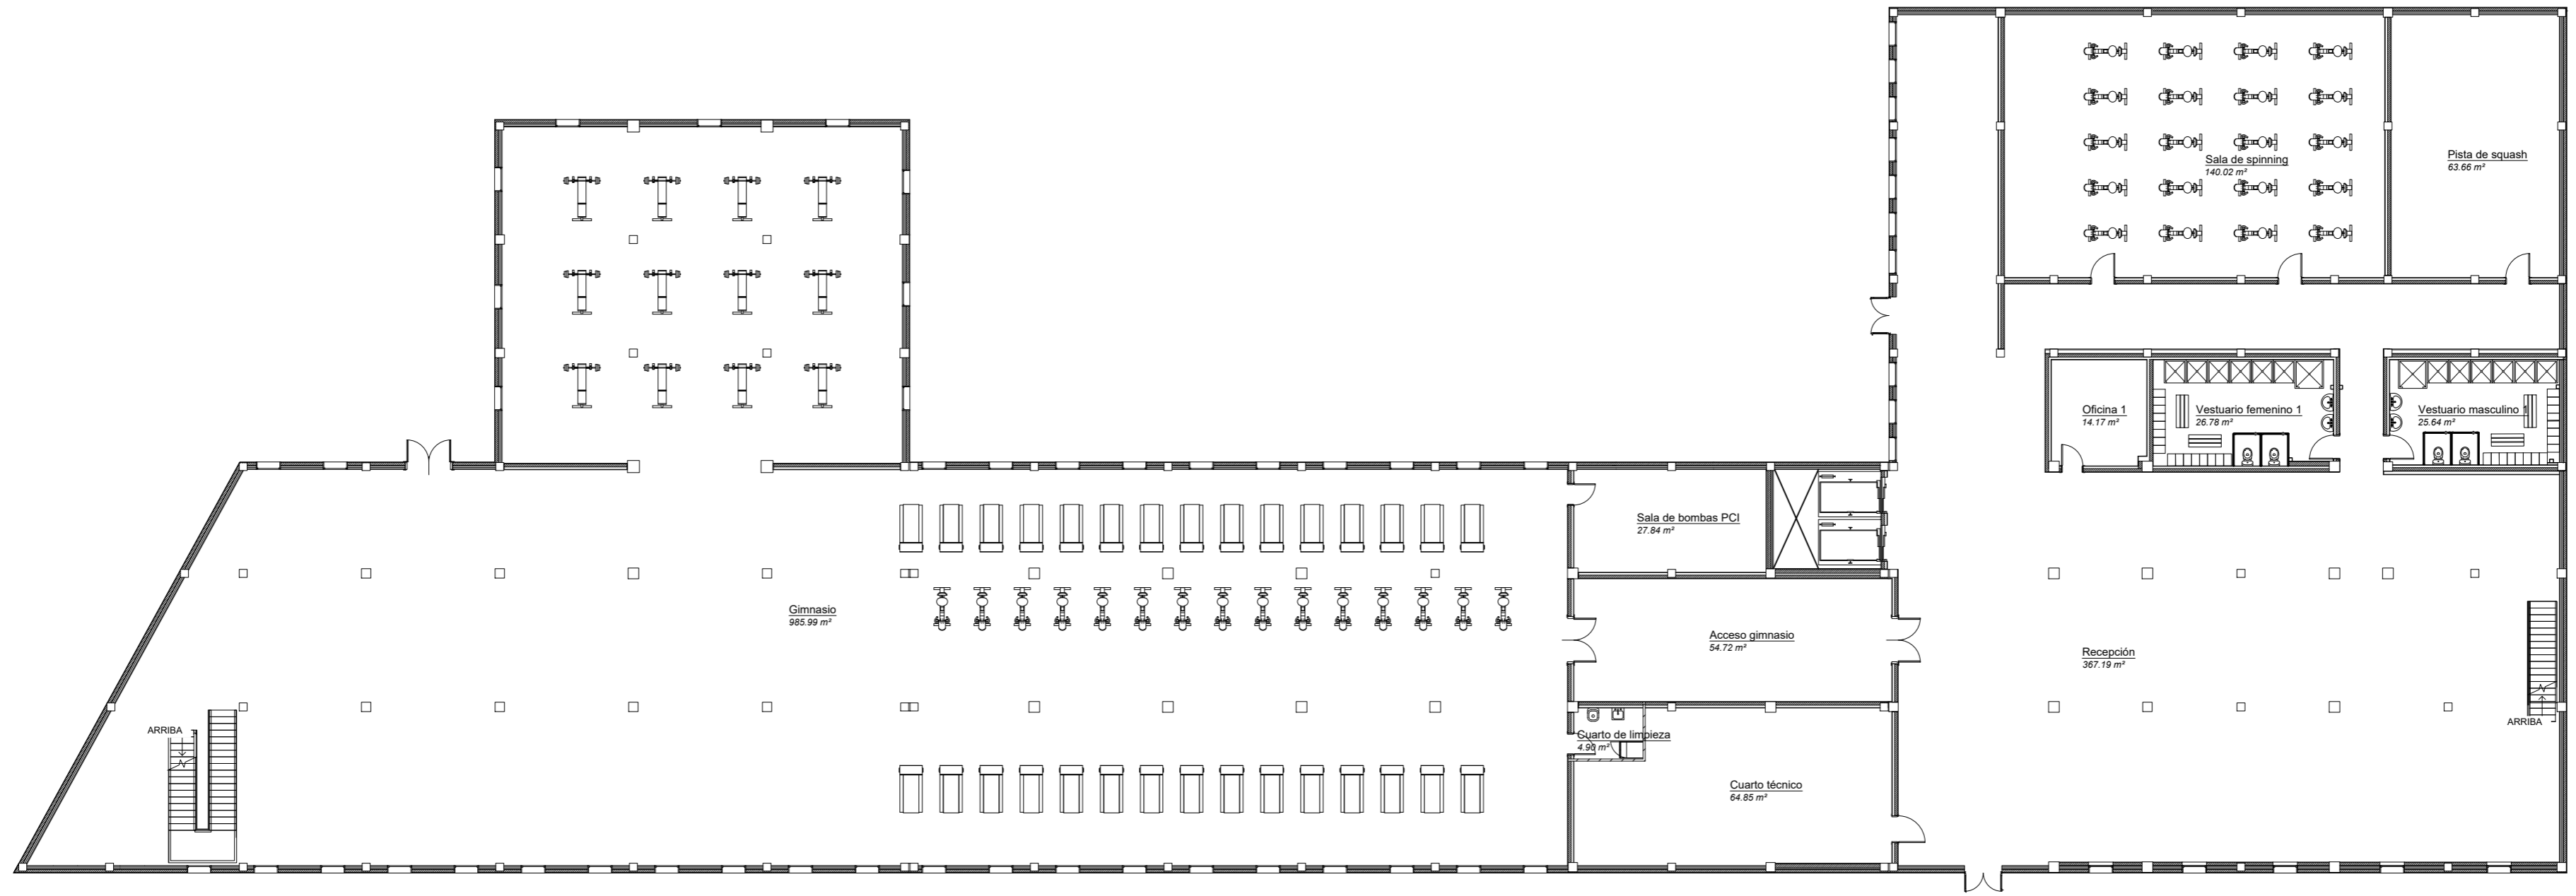 Sala de spinning
140.02 m²
Pista de squash
63.66 m²
Oficina 1
14.17 m²
Vestuario femenino 1
26.78 m²
Vestuario masculino 1
25.64 m²
Sala de bombas PCI
27.84 m²
Gimnasio
985.99 m²
Acceso gimnasio
54.72 m²
Recepción
367.19 m²
ARRIBA
ARRIBA
Cuarto de limpieza
4.90 m²
Cuarto técnico
64.85 m²